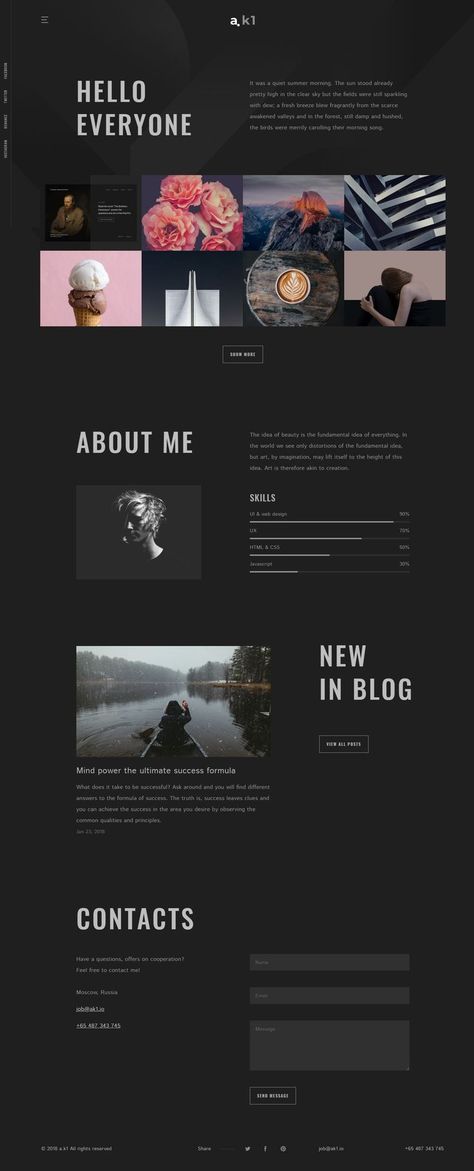 a.k1
FACEBOOK
TWITTER
BEHANCE
INSTAGRAM
HELLO
EVERYONE
It was a quiet summer morning. The sun stood already
pretty high in the clear sky but the fields were still sparkling
with dew; a fresh breeze blew fragrantly from the scarce
awakened valleys and in the forest, still damp and hushed,
the birds were merrily caroling their morning song.
SHOW MORE
ABOUT ME
The idea of beauty is the fundamental idea of everything. In
the world we see only distortions of the fundamental idea,
but art, by imagination, may lift itself to the height of this
idea. Art is therefore akin to creation.
SKILLS
UI & web design 90%
UX 70%
HTML & CSS 50%
Javascript 30%
NEW
IN BLOG
VIEW ALL POSTS
Mind power the ultimate success formula
What does it take to be successful? Ask around and you will find different
answers to the formula of success. The truth is, success leaves clues and
you can achieve the success in the area you desire by observing the
common qualities and principles.
Jan 23, 2018
CONTACTS
Have a questions, offers on cooperation?
Feel free to contact me!
Moscow, Russia
job@ak1.io
+65 487 343 745
Name
Email
Message
SEND MESSAGE
© 2018 a.k1 All rights reserved
Share
job@ak1.io
+65 487 343 745